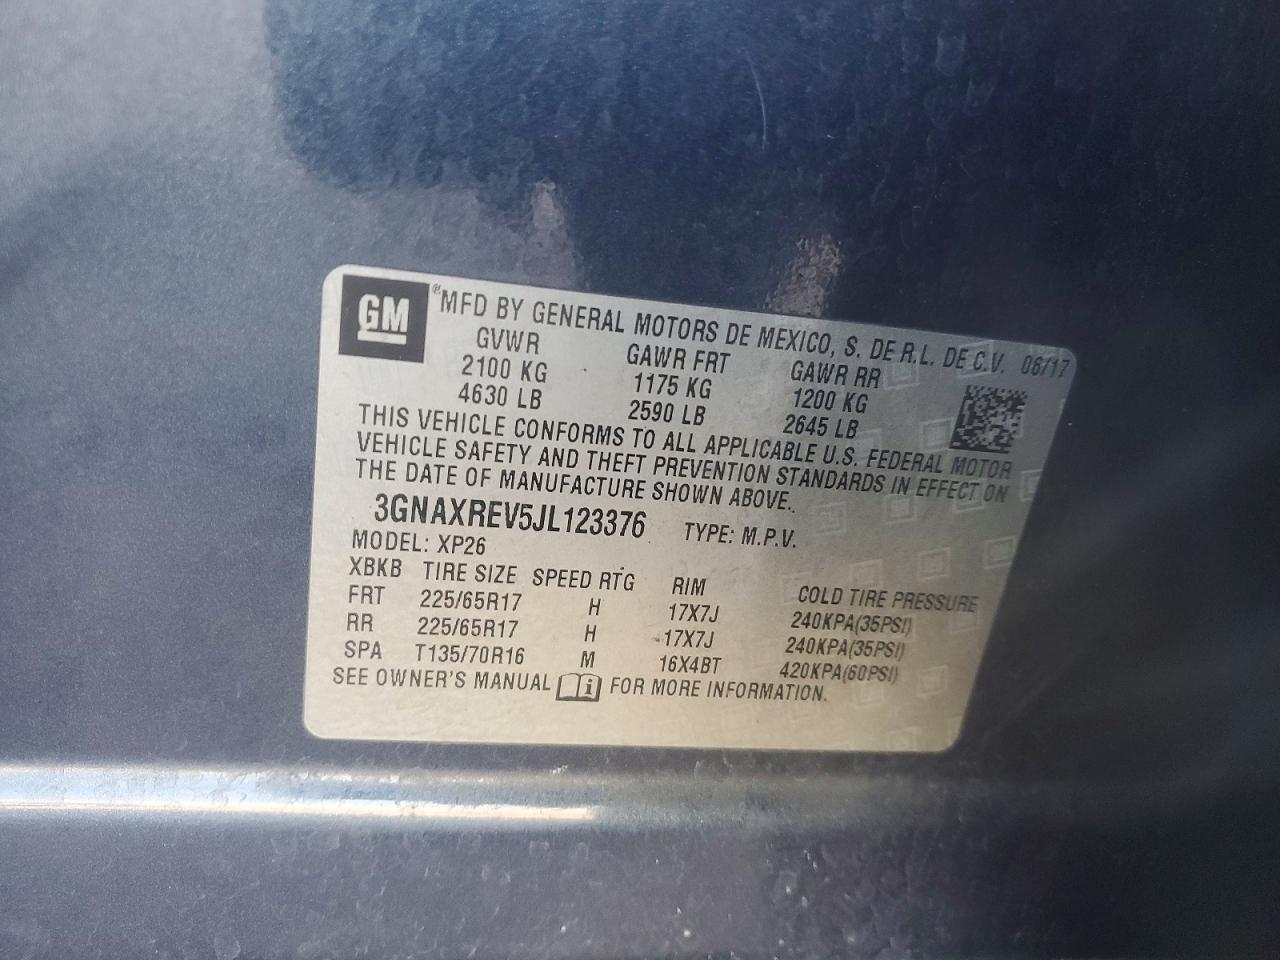 GM ® MFD BY GENERAL MOTORS DE MEXICO, S. DE R.L. DE C.V. 06/17
GVWR GAWR FRT GAWR RR
2100 KG 1175 KG 1200 KG
4630 LB 2590 LB 2645 LB
THIS VEHICLE CONFORMS TO ALL APPLICABLE U.S. FEDERAL MOTOR
VEHICLE SAFETY AND THEFT PREVENTION STANDARDS IN EFFECT ON
THE DATE OF MANUFACTURE SHOWN ABOVE.
3GNAXREV5JL123376 TYPE: M.P.V.
MODEL: XP26
XBKB TIRE SIZE SPEED RTG RIM COLD TIRE PRESSURE
FRT 225/65R17 H 17X7J 240KPA(35PSI)
RR 225/65R17 H 17X7J 240KPA(35PSI)
SPA T135/70R16 M 16X4BT 420KPA(60PSI)
SEE OWNER'S MANUAL i FOR MORE INFORMATION.